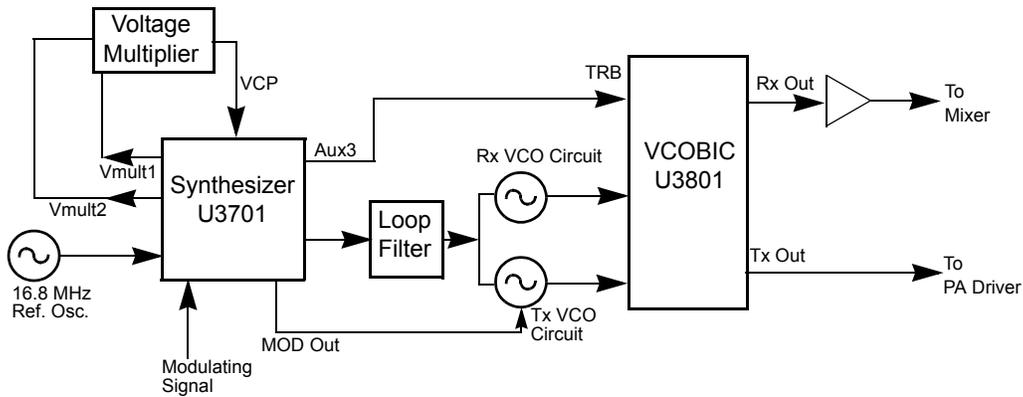 Voltage
Multiplier
VCP
TRB
Rx Out
To
Mixer
Aux3
Vmult1
Rx VCO Circuit
VCOBIC
U3801
Synthesizer
U3701
Vmult2
Loop
Filter
Tx Out
To
PA Driver
16.8 MHz
Ref. Osc.
Tx VCO
Circuit
MOD Out
Modulating
Signal